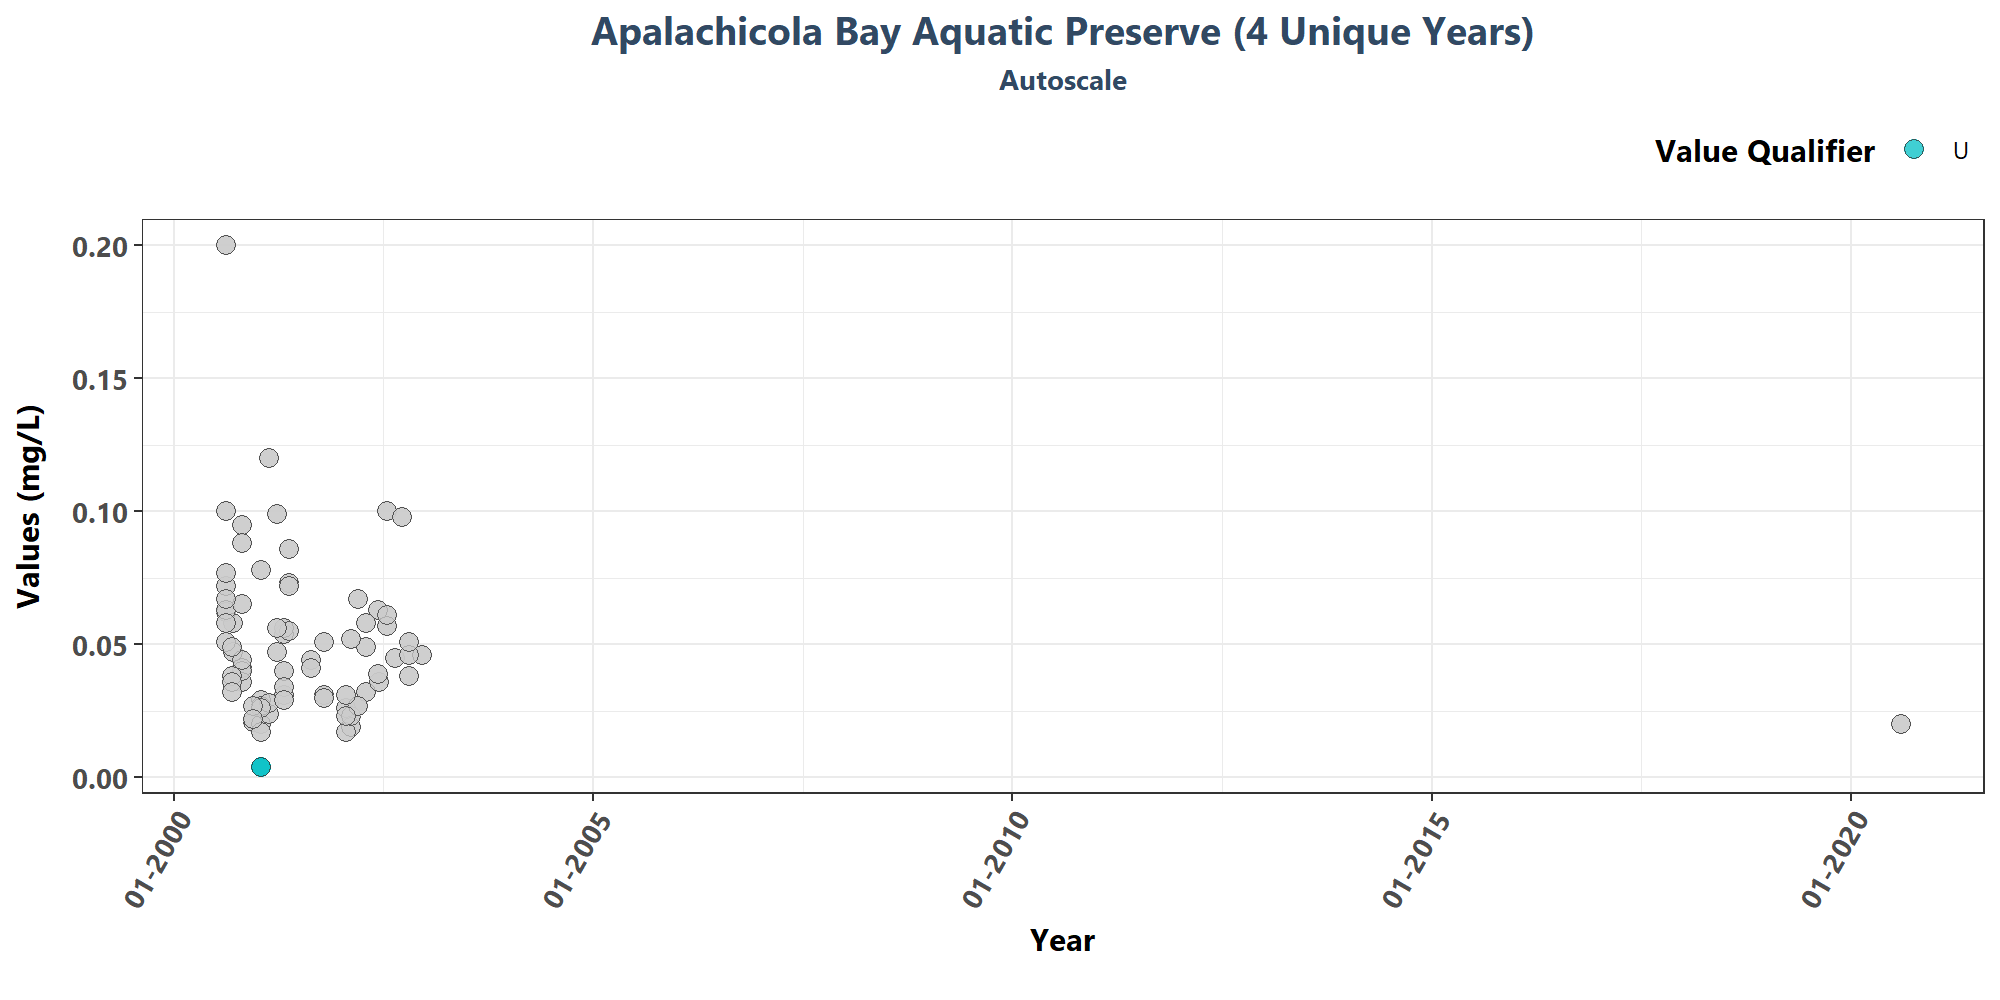 Apalachicola Bay Aquatic Preserve (4 Unique Years)
Autoscale
Value Qualifier U
Values (mg/L)
0.20
0.15
0.10
0.05
0.00
01-2000 01-2005 01-2010 01-2015 01-2020
Year